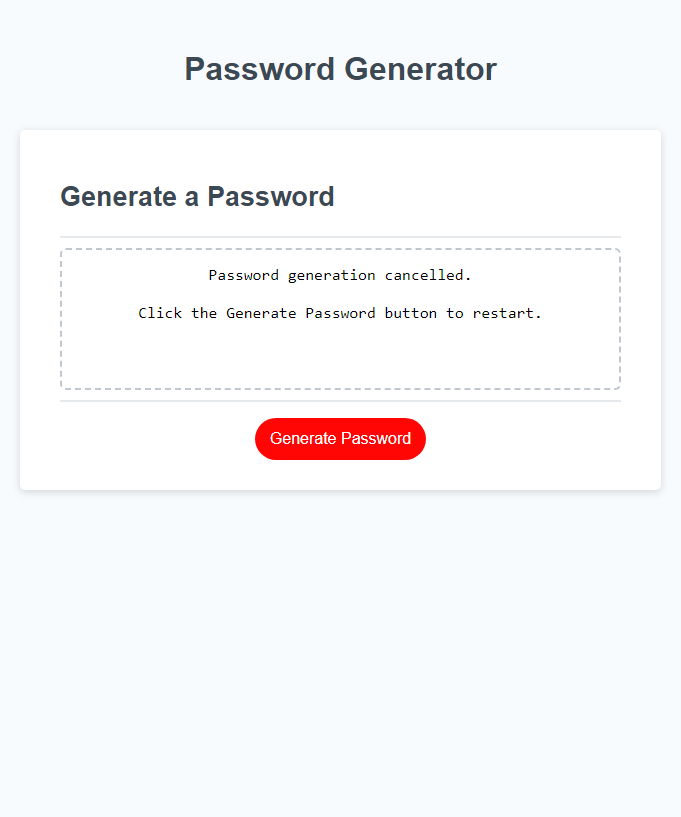 Password Generator
Generate a Password
Password generation cancelled.
Click the Generate Password button to restart.
Generate Password